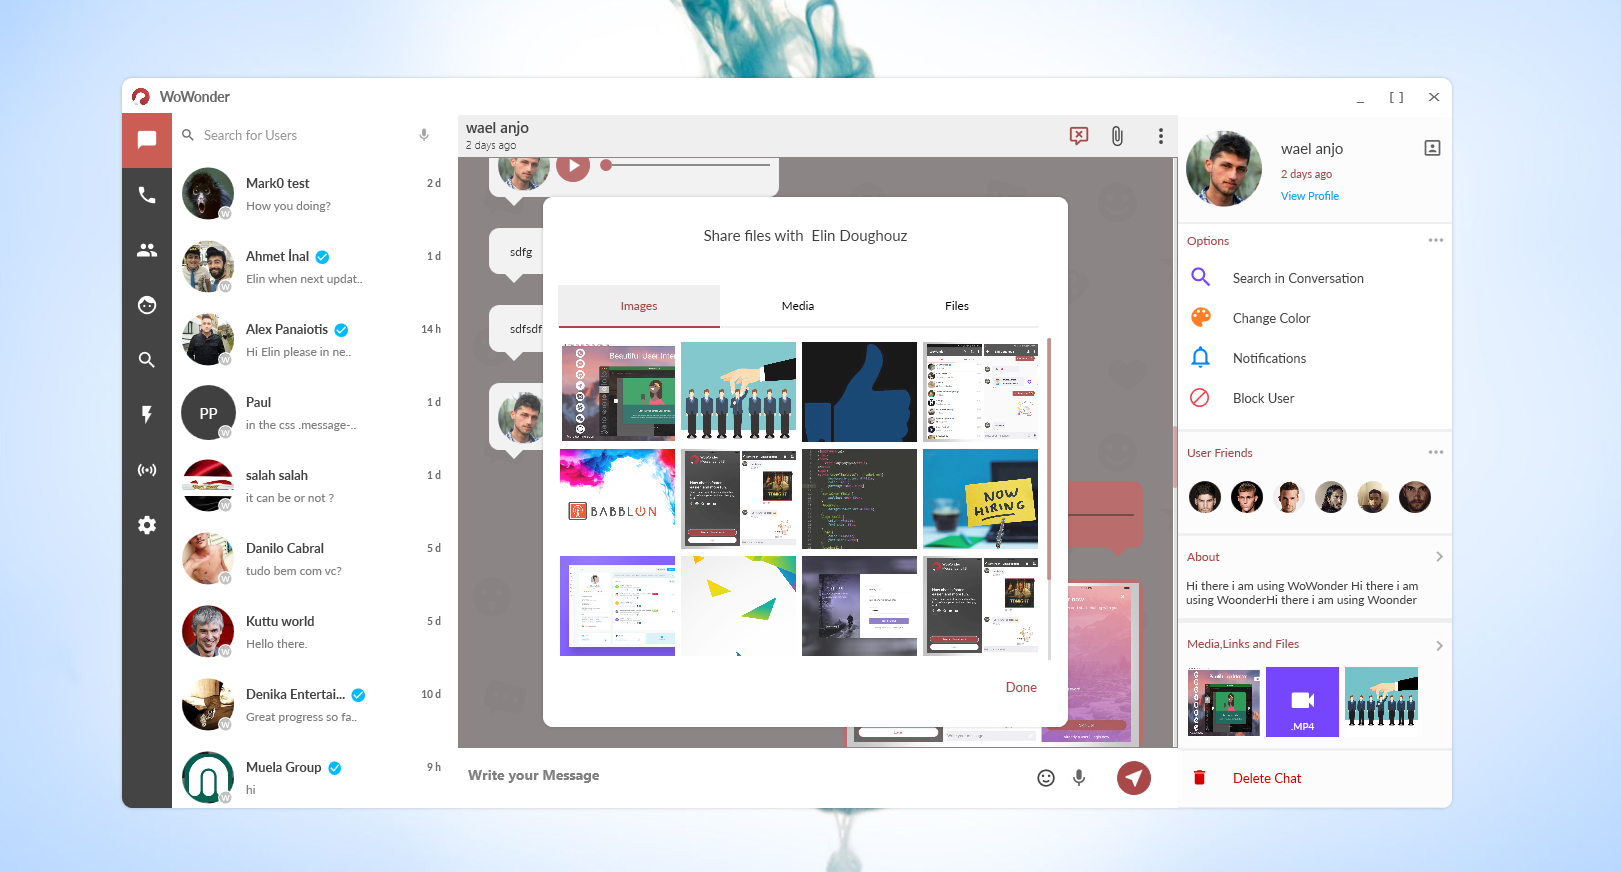 WoWonder
Search for Users
Mark0 test
2 d
How you doing?
Ahmet İnal
1 d
Elin when next updat..
Alex Panaiotis
14 h
Hi Elin please in ne..
PP
Paul
1 d
in the css .message-..
salah salah
1 d
it can be or not ?
Danilo Cabral
5 d
tudo bem com vc?
Kuttu world
5 d
Hello there.
Denika Entertai...
10 d
Great progress so fa..
Muela Group
9 h
hi
wael anjo
2 days ago
sdfg
sdfsdf
Share files with Elin Doughouz
Images
Media
Files
Beautiful User Inter
BABBLON
NOW
HIRING
Done
Write your Message
wael anjo
2 days ago
View Profile
Options
Search in Conversation
Change Color
Notifications
Block User
User Friends
About
Hi there i am using WoWonder Hi there i am
using WoonderHi there i am using Woonder
Media,Links and Files
.MP4
Delete Chat